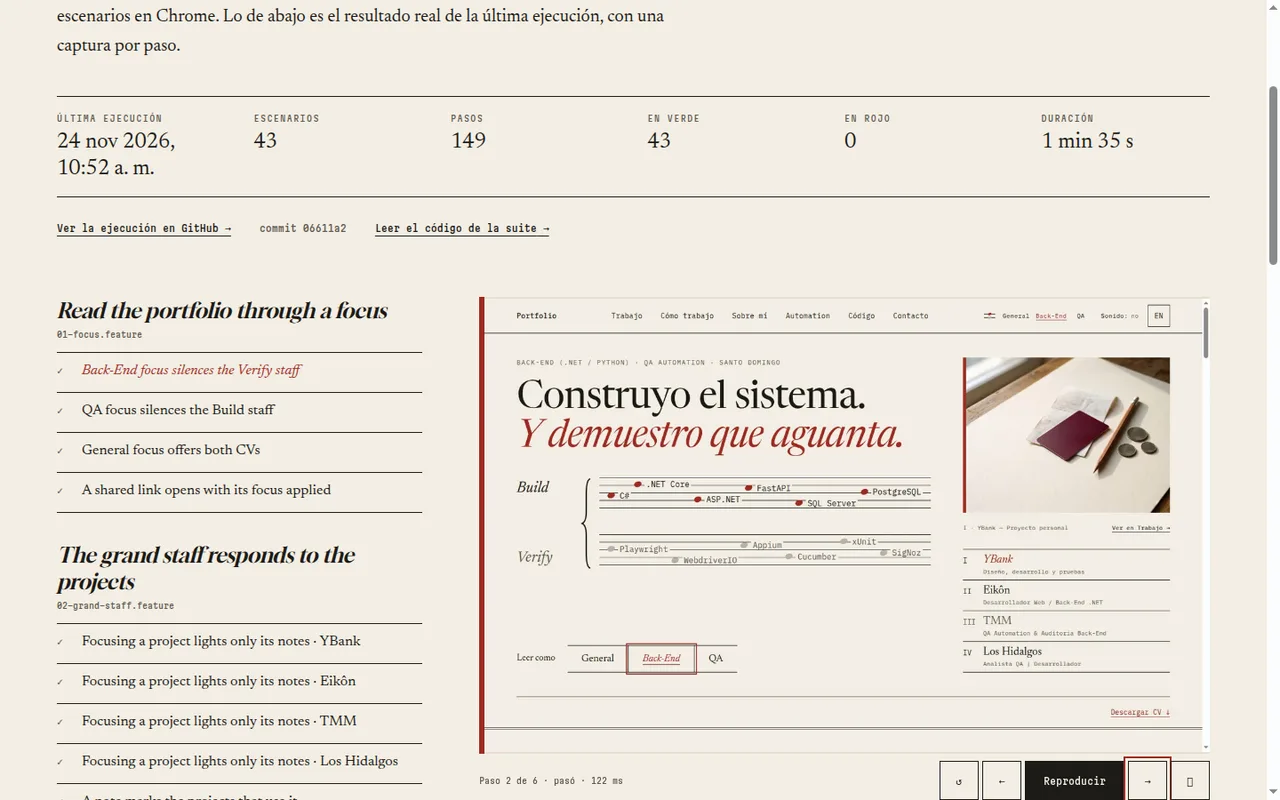 escenarios en Chrome. Lo de abajo es el resultado real de la última ejecución, con una
captura por paso.
ÚLTIMA EJECUCIÓN
24 nov 2026,
10:52 a. m.
ESCENARIOS
43
PASOS
149
EN VERDE
43
EN ROJO
0
DURACIÓN
1 min 35 s
Ver la ejecución en GitHub →
commit 06611a2
Leer el código de la suite →
Read the portfolio through a focus
01-focus.feature
✓ Back-End focus silences the Verify staff
✓ QA focus silences the Build staff
✓ General focus offers both CVs
✓ A shared link opens with its focus applied
The grand staff responds to the
projects
02-grand-staff.feature
✓ Focusing a project lights only its notes · YBank
✓ Focusing a project lights only its notes · Eikôn
✓ Focusing a project lights only its notes · TMM
✓ Focusing a project lights only its notes · Los Hidalgos
A note marks the projects that use it
Portfolio
Trabajo
Cómo trabajo
Sobre mí
Automation
Código
Contacto
General
Back-End
QA
Sonido: no
EN
BACK-END (.NET / PYTHON) · QA AUTOMATION · SANTO DOMINGO
Construyo el sistema.
Y demuestro que aguanta.
Build
.NET Core
FastAPI
PostgreSQL
C#
ASP.NET
SQL Server
Verify
Playwright
Appium
xUnit
WebdriverIO
Cucumber
SigNoz
Leer como
General
Back-End
QA
I · YBank — Proyecto personal
Ver en Trabajo →
I YBank
Diseño, desarrollo y pruebas
II Eikôn
Desarrollador Web / Back-End .NET
III TMM
QA Automation & Auditoría Back-End
IV Los Hidalgos
Analista QA | Desarrollador
Descargar CV ↓
Paso 2 de 6 · pasó · 122 ms
↺
←
Reproducir
→